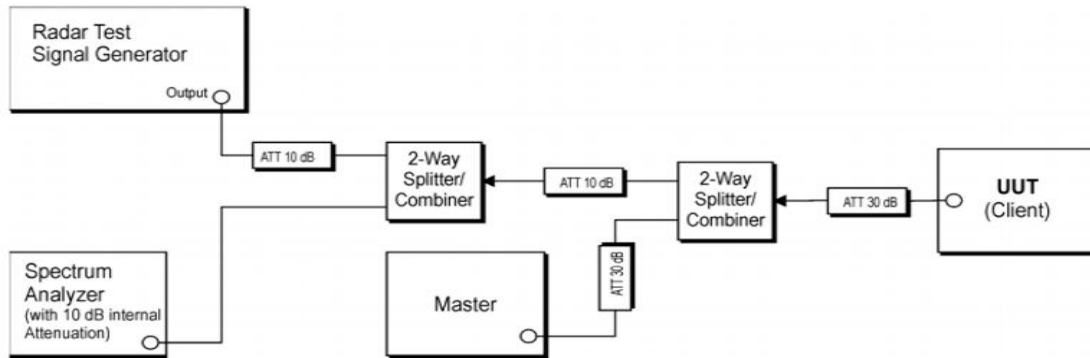 Radar Test
Signal Generator
Output
ATT 10 dB
2-Way
Splitter/
Combiner
ATT 10 dB
2-Way
Splitter/
Combiner
ATT 30 dB
UUT
(Client)
Spectrum
Analyzer
(with 10 dB internal
Attenuation)
Master
ATT 30 dB